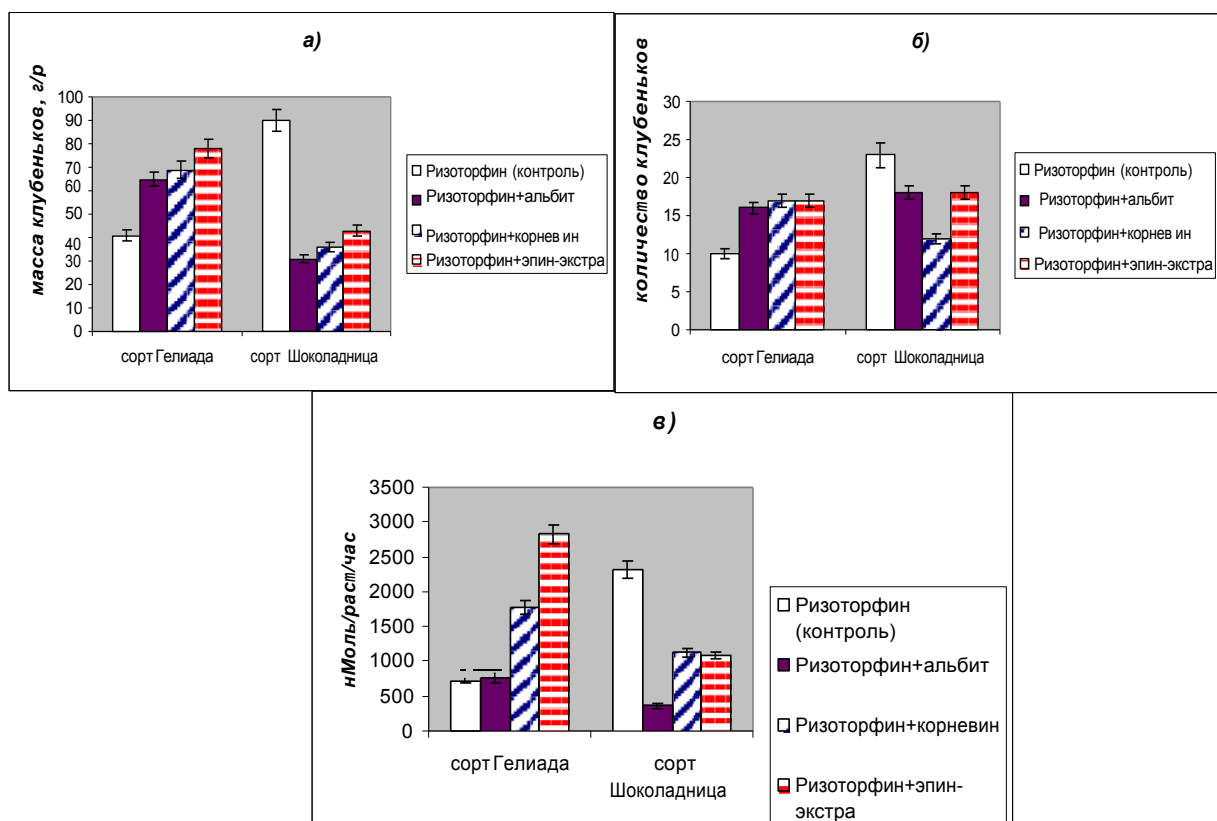 а)
масса клубеньков, г/р
100
90
80
70
60
50
40
30
20
10
0
сорт Гелиада
сорт Шоколадница
Ризоторфин (контроль)
Ризоторфин+альбит
Ризоторфин+корнев ин
Ризоторфин+эпин-экстра
б)
количество клубеньков
30
25
20
15
10
5
0
сорт Гелиада
сорт Шоколадница
Ризоторфин (контроль)
Ризоторфин+альбит
Ризоторфин+корнев ин
Ризоторфин+эпин-экстра
в)
нМоль/раст/час
3500
3000
2500
2000
1500
1000
500
0
сорт Гелиада
сорт
Шоколадница
Ризоторфин
(контроль)
Ризоторфин+альбит
Ризоторфин+корневин
Ризоторфин+эпин-
экстра